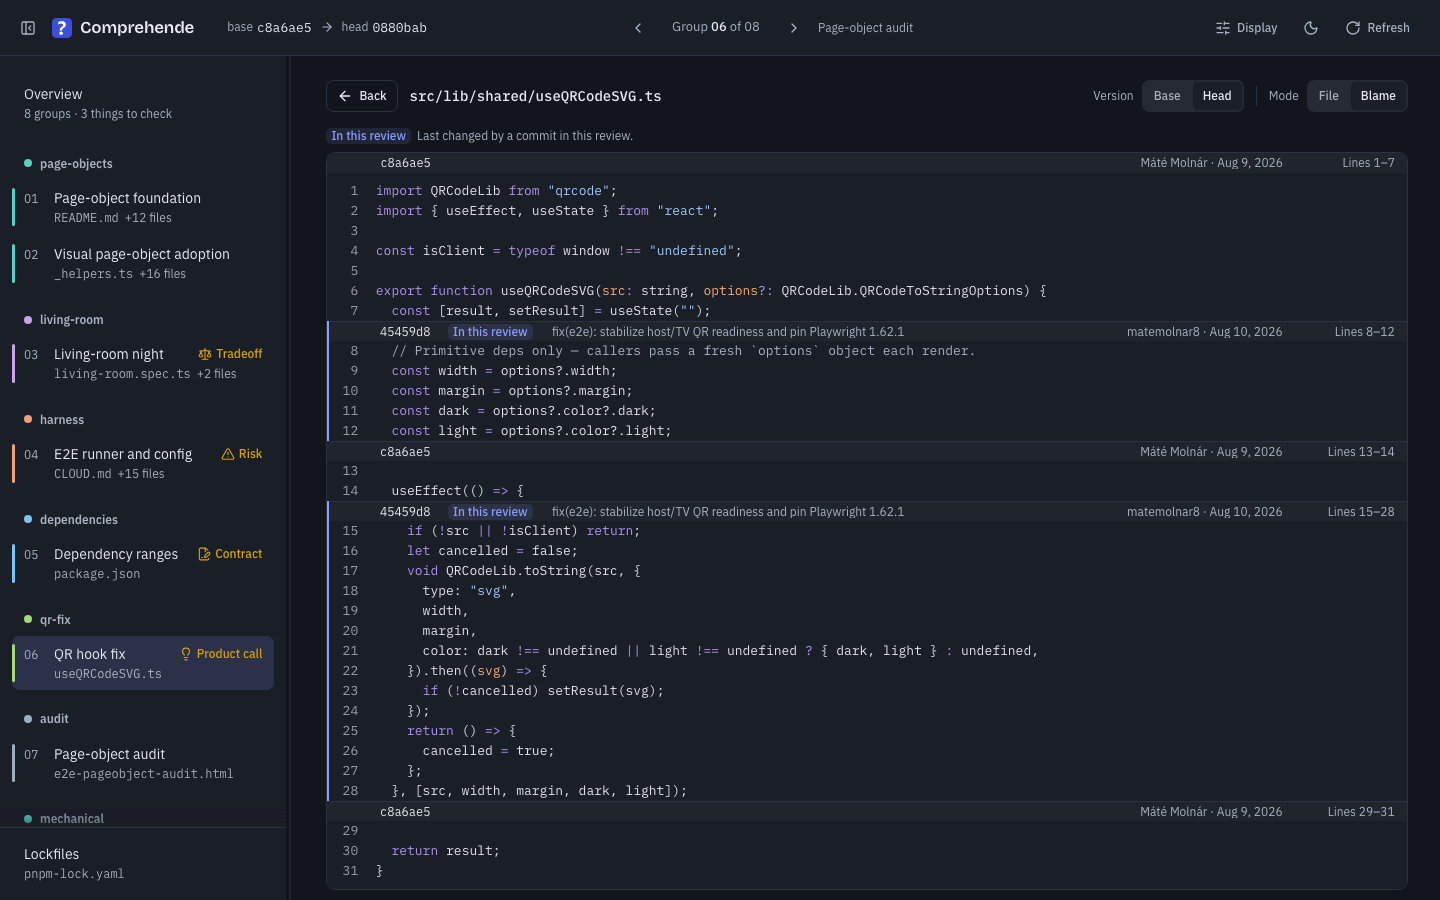 Comprehende
base c8a6ae5 → head 0880bab
Group 06 of 08
Page-object audit
Display
Refresh
Overview
8 groups · 3 things to check
page-objects
01 Page-object foundation
README.md +12 files
02 Visual page-object adoption
_helpers.ts +16 files
living-room
03 Living-room night Tradeoff
living-room.spec.ts +2 files
harness
04 E2E runner and config Risk
CLOUD.md +15 files
dependencies
05 Dependency ranges Contract
package.json
qr-fix
06 QR hook fix Product call
useQRCodeSVG.ts
audit
07 Page-object audit
e2e-pageobject-audit.html
mechanical
Lockfiles
pnpm-lock.yaml
← Back src/lib/shared/useQRCodeSVG.ts
Version Base Head Mode File Blame
In this review Last changed by a commit in this review.
c8a6ae5 Máté Molnár · Aug 9, 2026 Lines 1–7
1 import QRCodeLib from "qrcode";
2 import { useEffect, useState } from "react";
3
4 const isClient = typeof window !== "undefined";
5
6 export function useQRCodeSVG(src: string, options?: QRCodeLib.QRCodeToStringOptions) {
7 const [result, setResult] = useState("");
45459d8 In this review fix(e2e): stabilize host/TV QR readiness and pin Playwright 1.62.1 matemolnar8 · Aug 10, 2026 Lines 8–12
8 // Primitive deps only — callers pass a fresh `options` object each render.
9 const width = options?.width;
10 const margin = options?.margin;
11 const dark = options?.color?.dark;
12 const light = options?.color?.light;
c8a6ae5 Máté Molnár · Aug 9, 2026 Lines 13–14
13
14 useEffect(() => {
45459d8 In this review fix(e2e): stabilize host/TV QR readiness and pin Playwright 1.62.1 matemolnar8 · Aug 10, 2026 Lines 15–28
15 if (!src || !isClient) return;
16 let cancelled = false;
17 void QRCodeLib.toString(src, {
18 type: "svg",
19 width,
20 margin,
21 color: dark !== undefined || light !== undefined ? { dark, light } : undefined,
22 }).then((svg) => {
23 if (!cancelled) setResult(svg);
24 });
25 return () => {
26 cancelled = true;
27 };
28 }, [src, width, margin, dark, light]);
c8a6ae5 Máté Molnár · Aug 9, 2026 Lines 29–31
29
30 return result;
31 }